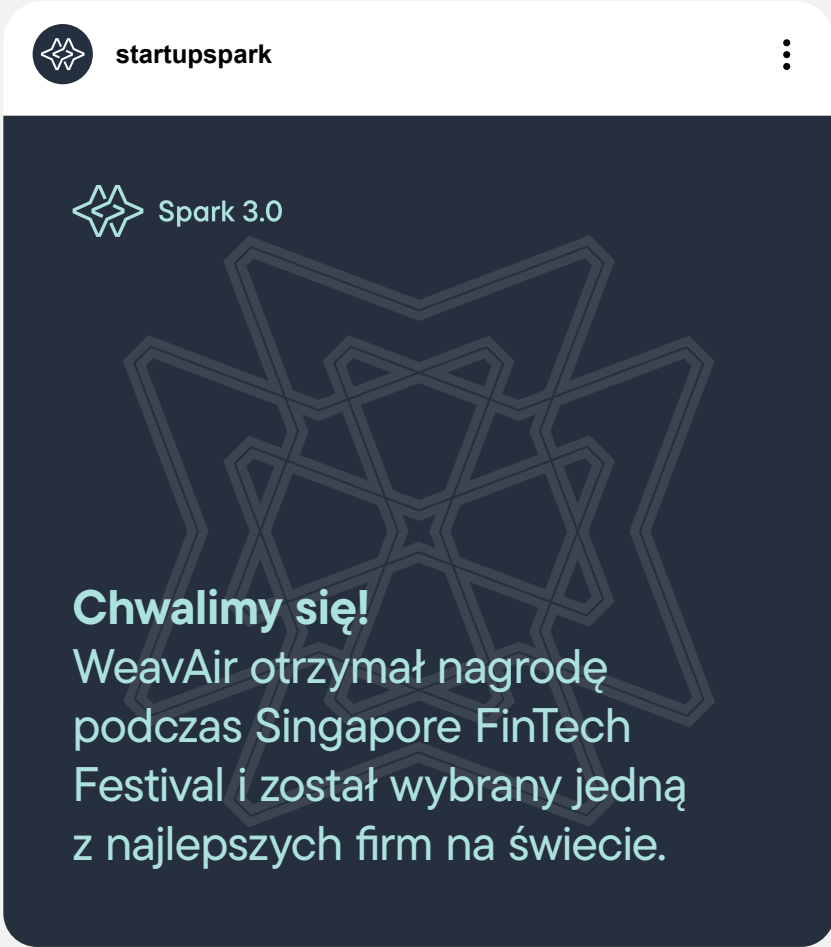 startupspark
Spark 3.0
Chwalimy się!
WeavAir otrzymał nagrodę
podczas Singapore FinTech
Festival i został wybrany jedną
z najlepszych firm na świecie.